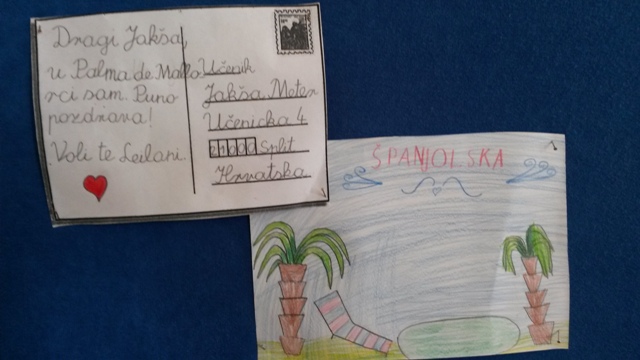 Dragi Jakša,
u Palma de Mallo
rci sam. Puno
pozdrava!
Voli te Leilani.
Učenik
Jakša Meter
Učenička 4
21000 Split
Hrvatska
ŠPANJOLSKA